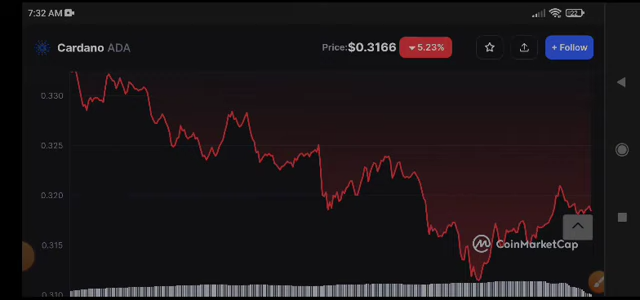 7:32 AM
22
Cardano ADA
Price: $0.3166
5.23%
+ Follow
0.330
0.325
0.320
0.315
0.310
CoinMarketCap